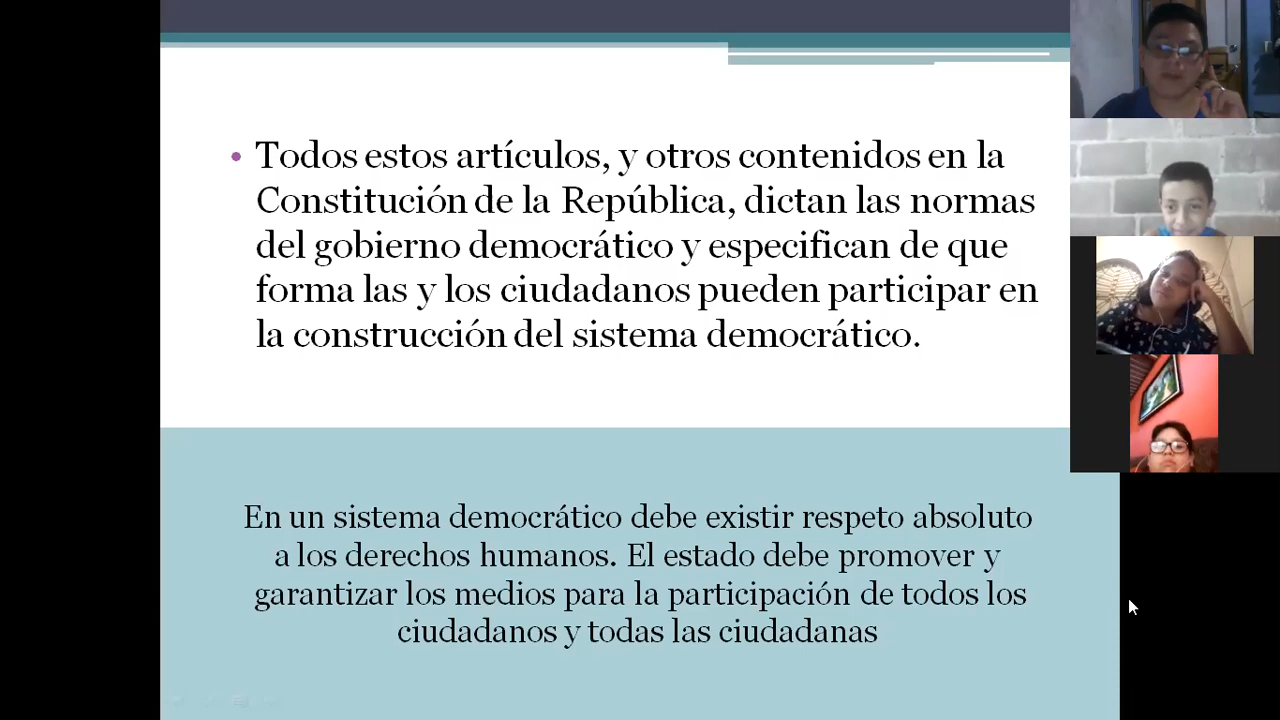 Todos estos artículos, y otros contenidos en la
Constitución de la República, dictan las normas
del gobierno democrático y especifican de que
forma las y los ciudadanos pueden participar en
la construcción del sistema democrático.
En un sistema democrático debe existir respeto absoluto
a los derechos humanos. El estado debe promover y
garantizar los medios para la participación de todos los
ciudadanos y todas las ciudadanas